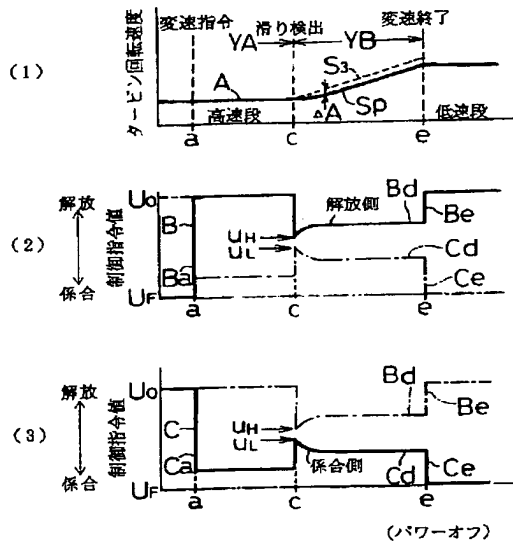 変速指令
滑り検出
変速終了
YA
YB
(1)
タービン回転速度
A
S3
ΔA
Sp
高速段
低速段
a
c
e
(2)
解放
係合
制御指令値
Uo
UF
B
Ba
uH
uL
解放側
Bd
Be
Cd
Ce
a
c
e
(3)
解放
係合
制御指令値
Uo
UF
C
Ca
uH
uL
係合側
Bd
Be
Cd
Ce
a
c
e
(パワーオフ)